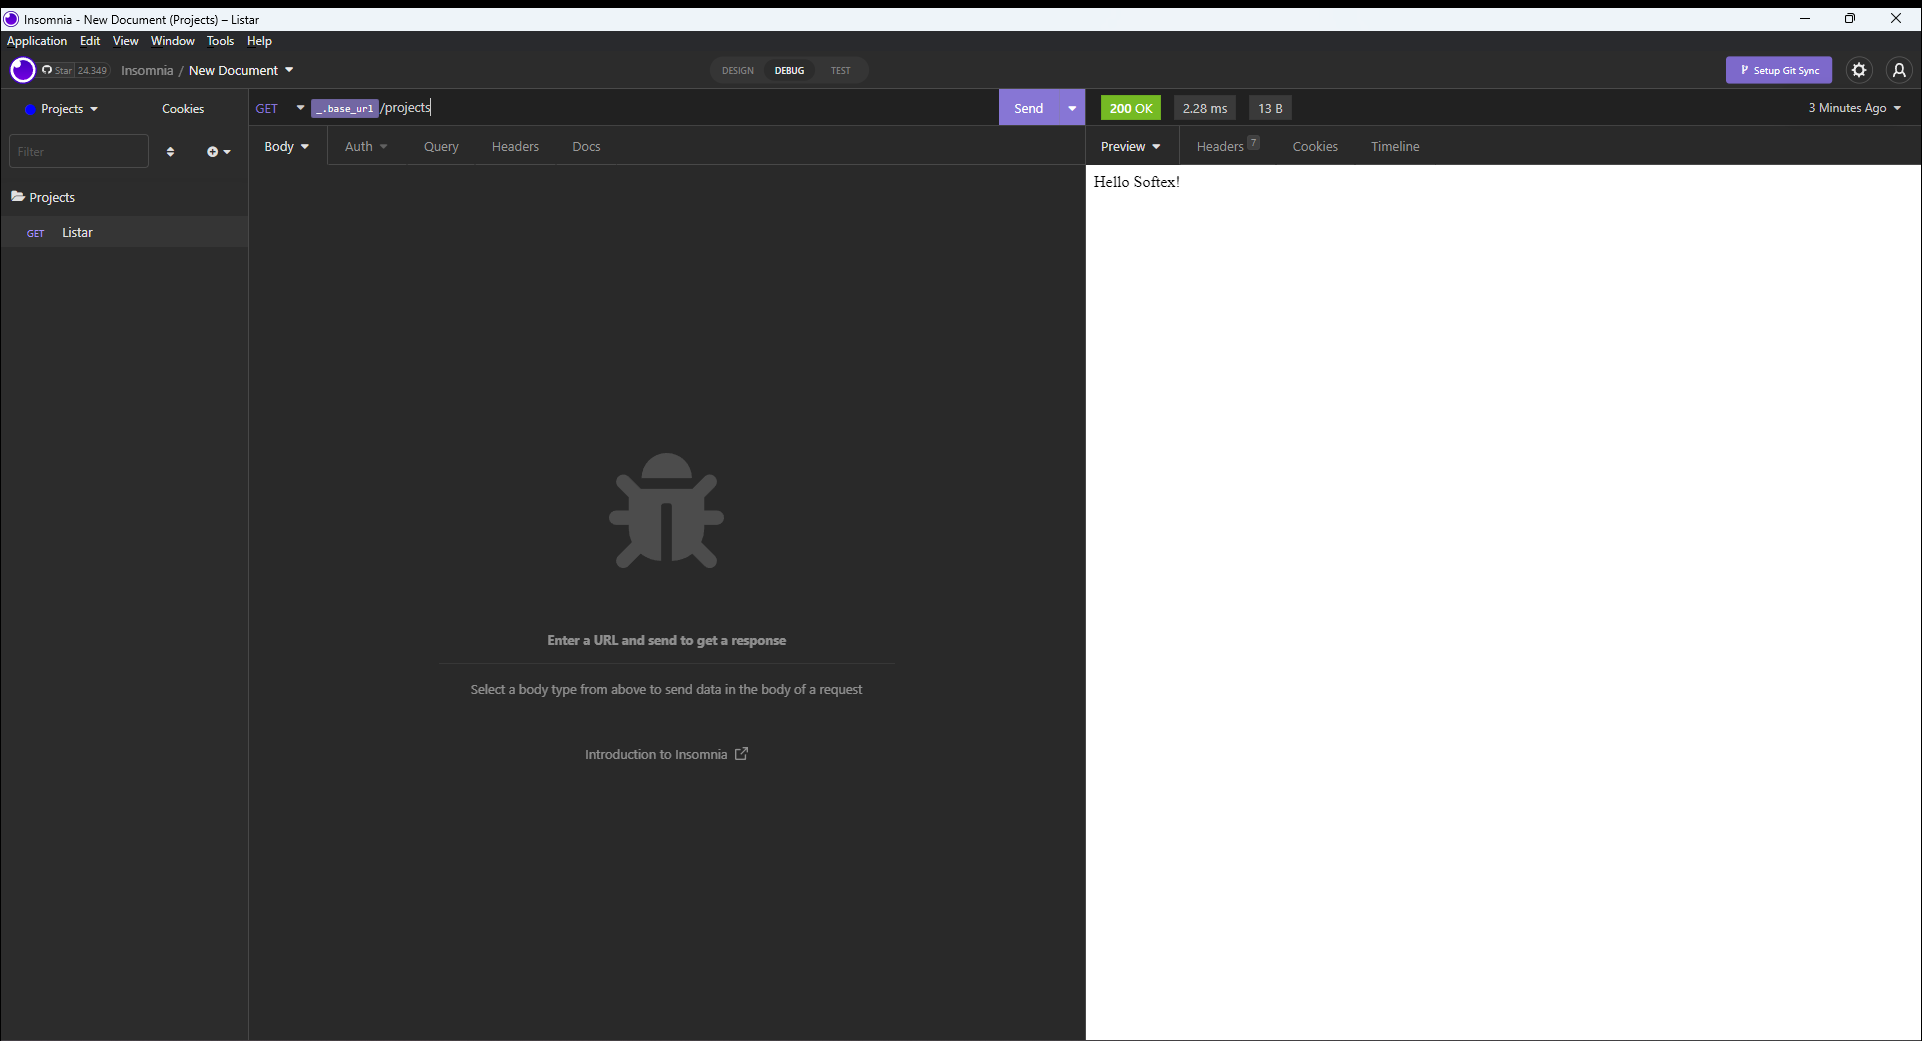 Insomnia - New Document (Projects) – Listar
Application Edit View Window Tools Help
Star 24.349 Insomnia / New Document DESIGN DEBUG TEST Setup Git Sync
Projects Cookies
GET _.base_url/projects Send 200 OK 2.28 ms 13 B 3 Minutes Ago
Filter
Body Auth Query Headers Docs
Preview Headers 7 Cookies Timeline
Projects
GET Listar
Hello Softex!
Enter a URL and send to get a response
Select a body type from above to send data in the body of a request
Introduction to Insomnia